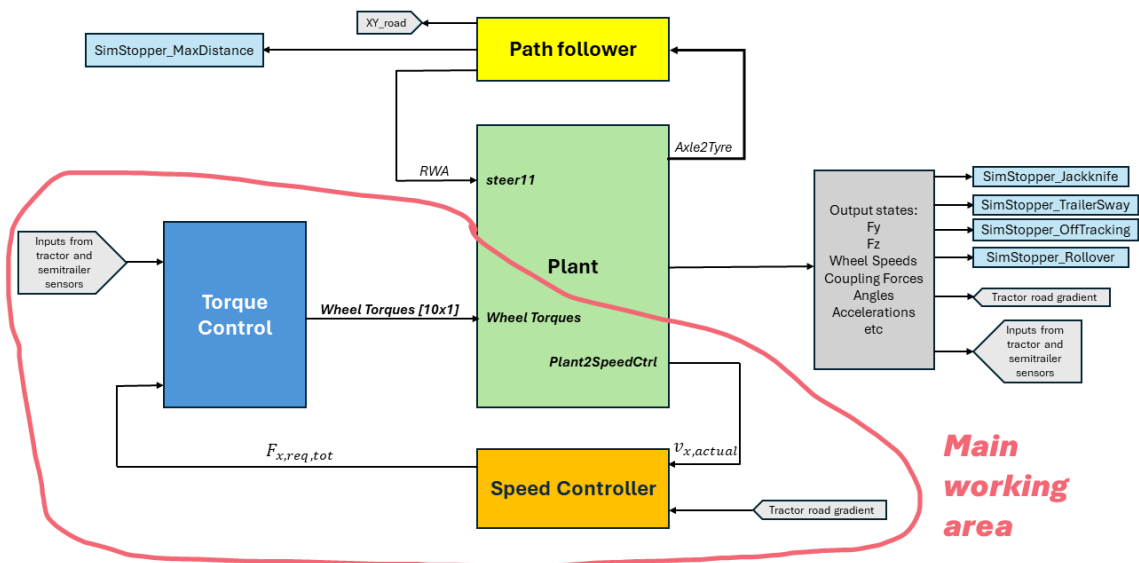 XY_road
SimStopper_MaxDistance
Path follower
Axle2Tyre
RWA
steer11
Plant
Wheel Torques
Plant2SpeedCtrl
Inputs from
tractor and
semitrailer
sensors
Torque
Control
Wheel Torques [10x1]
Output states:
Fy
Fz
Wheel Speeds
Coupling Forces
Angles
Accelerations
etc
SimStopper_Jackknife
SimStopper_TrailerSway
SimStopper_OffTracking
SimStopper_Rollover
Tractor road gradient
Inputs from
tractor and
semitrailer
sensors
F_{x,req,tot}
v_{x,actual}
Speed Controller
Tractor road gradient
Main
working
area